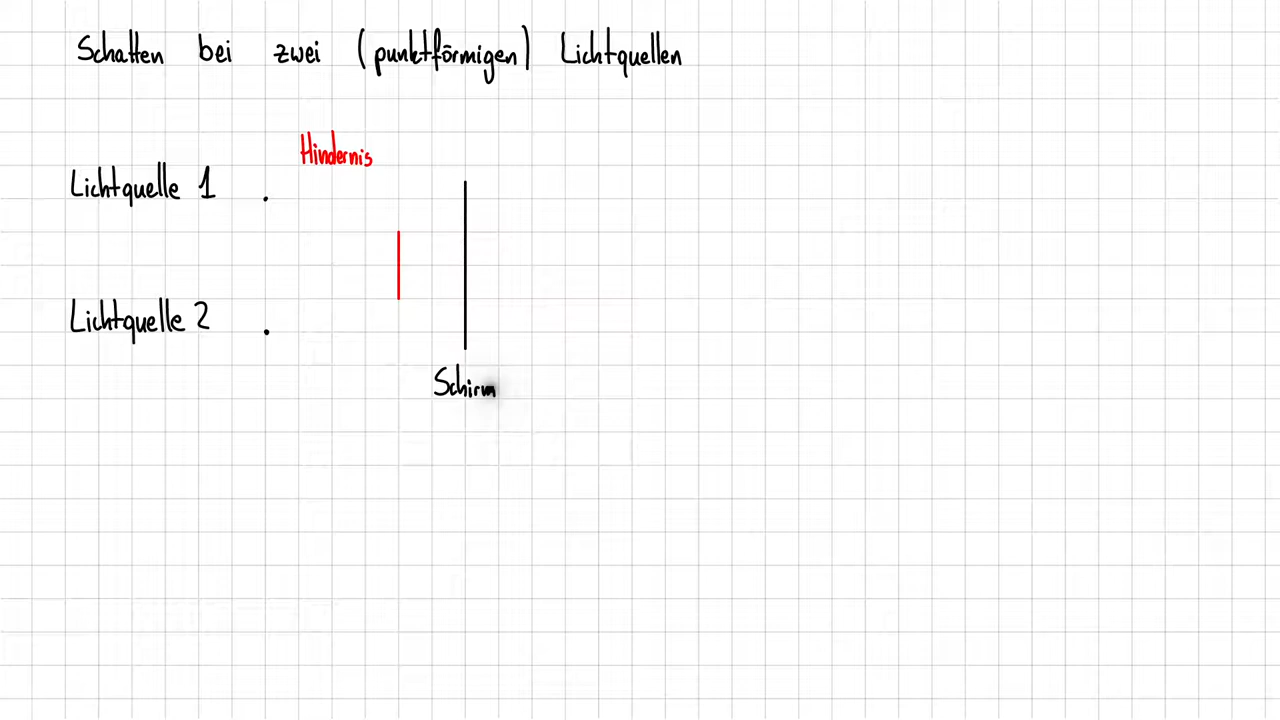 Schatten bei zwei (punktförmigen) Lichtquellen
Hindernis
Lichtquelle 1
Lichtquelle 2
Schirm